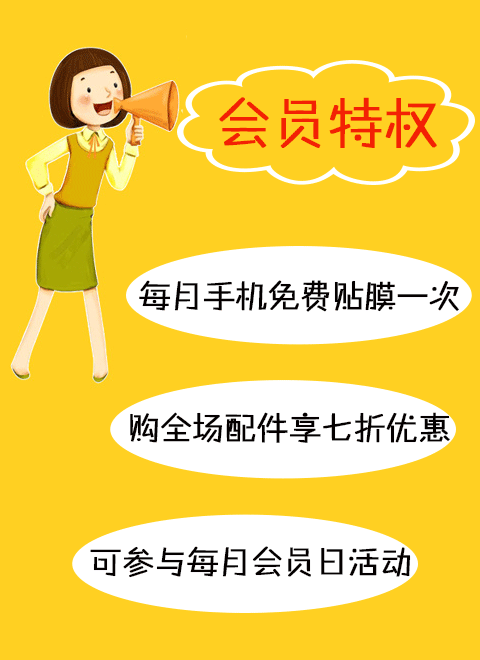 会员特权
每月手机免费贴膜一次
购全场配件享七折优惠
可参与每月会员日活动